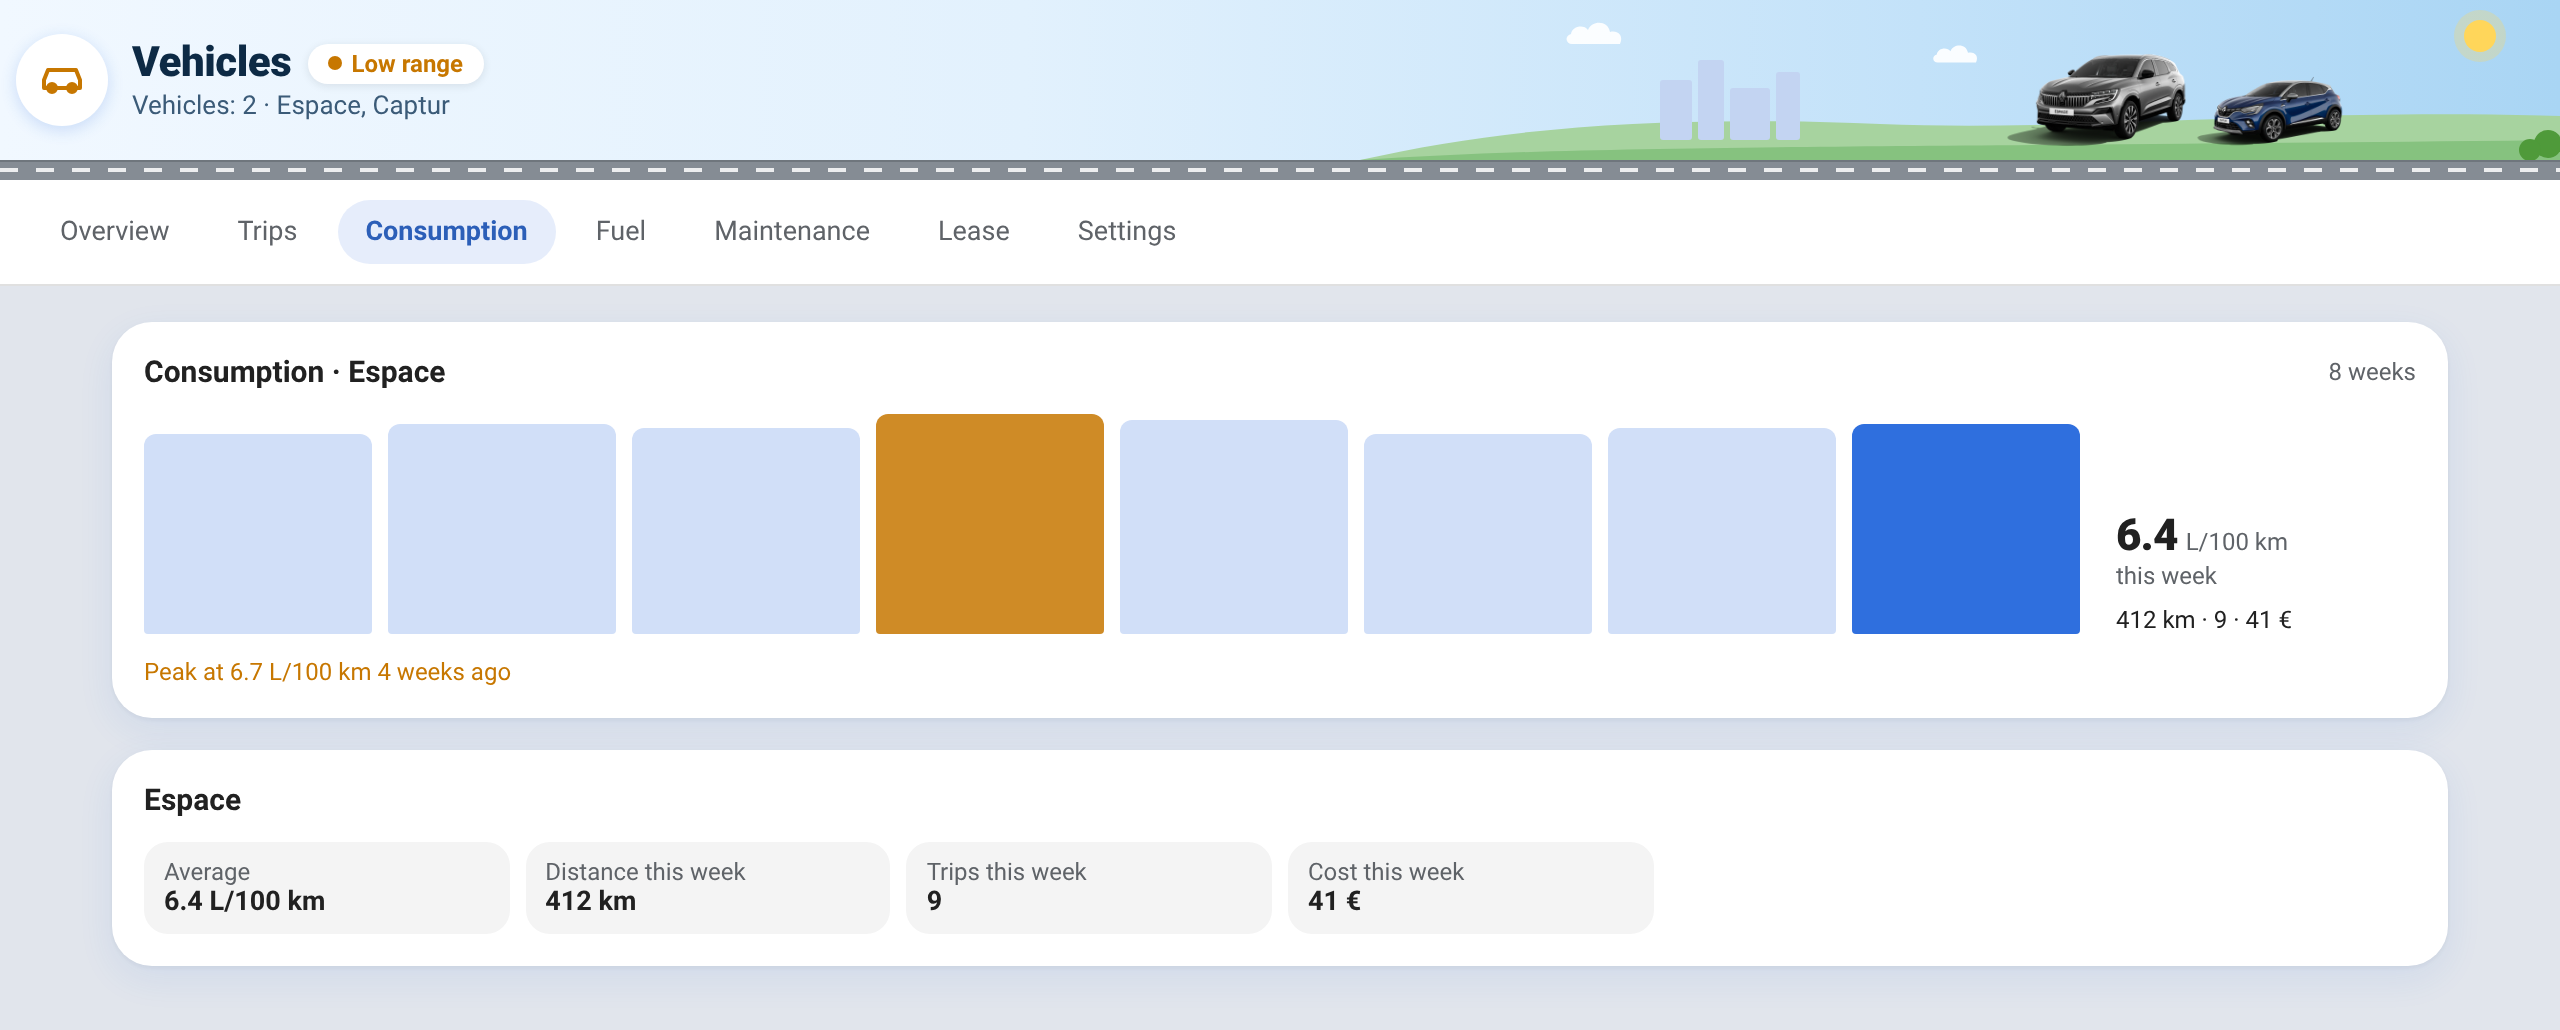 Vehicles
Low range
Vehicles: 2 · Espace, Captur
Overview
Trips
Consumption
Fuel
Maintenance
Lease
Settings
Consumption · Espace
8 weeks
6.4 L/100 km
this week
412 km · 9 · 41 €
Peak at 6.7 L/100 km 4 weeks ago
Espace
Average
6.4 L/100 km
Distance this week
412 km
Trips this week
9
Cost this week
41 €